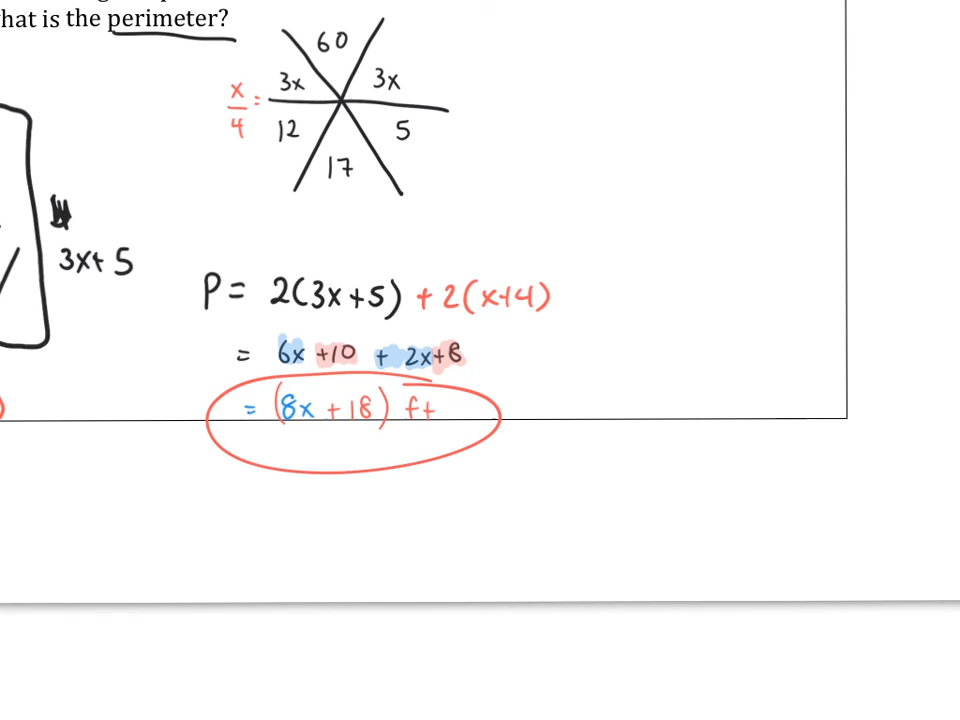 hat is the perimeter?
60
3x 3x
x/4 =
12 5
17
3x+ 5
P = 2(3x+5) + 2(x+4)
= 6x +10 + 2x+8
= (8x + 18) ft